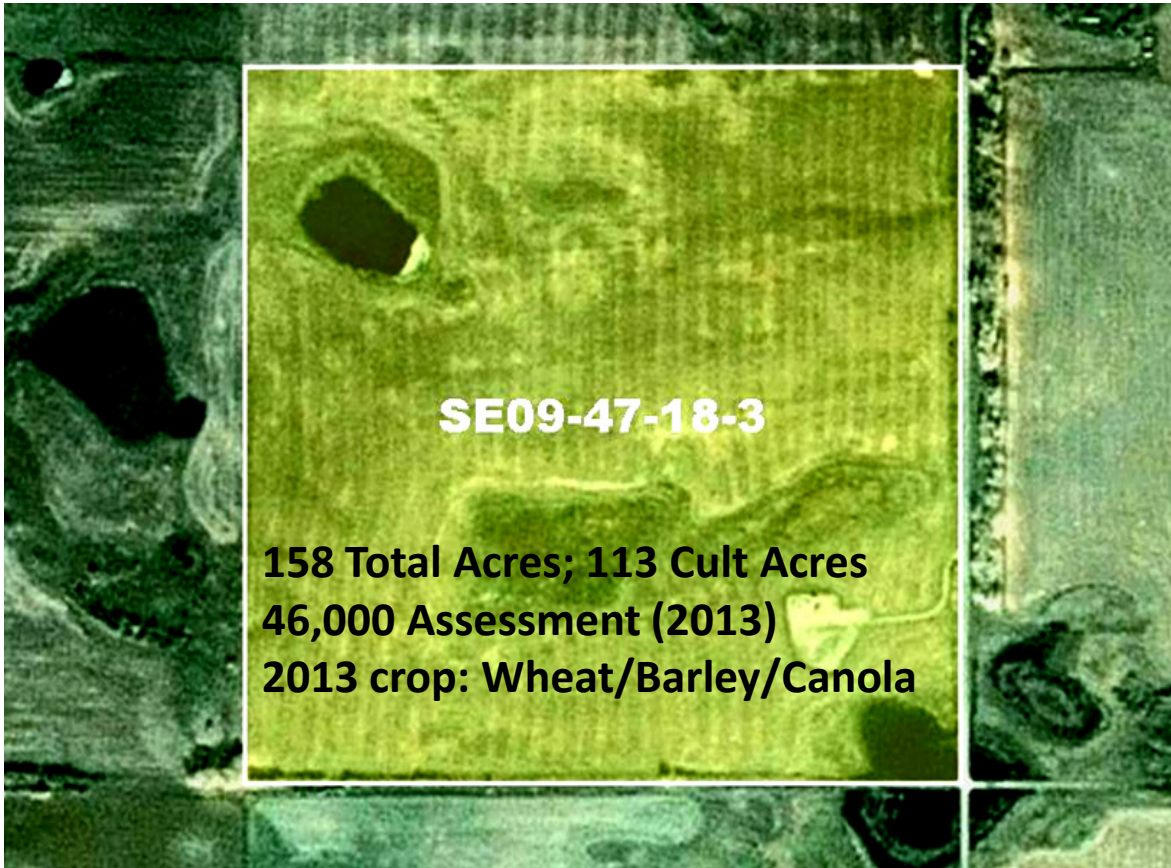 SE09-47-18-3
158 Total Acres; 113 Cult Acres
46,000 Assessment (2013)
2013 crop: Wheat/Barley/Canola